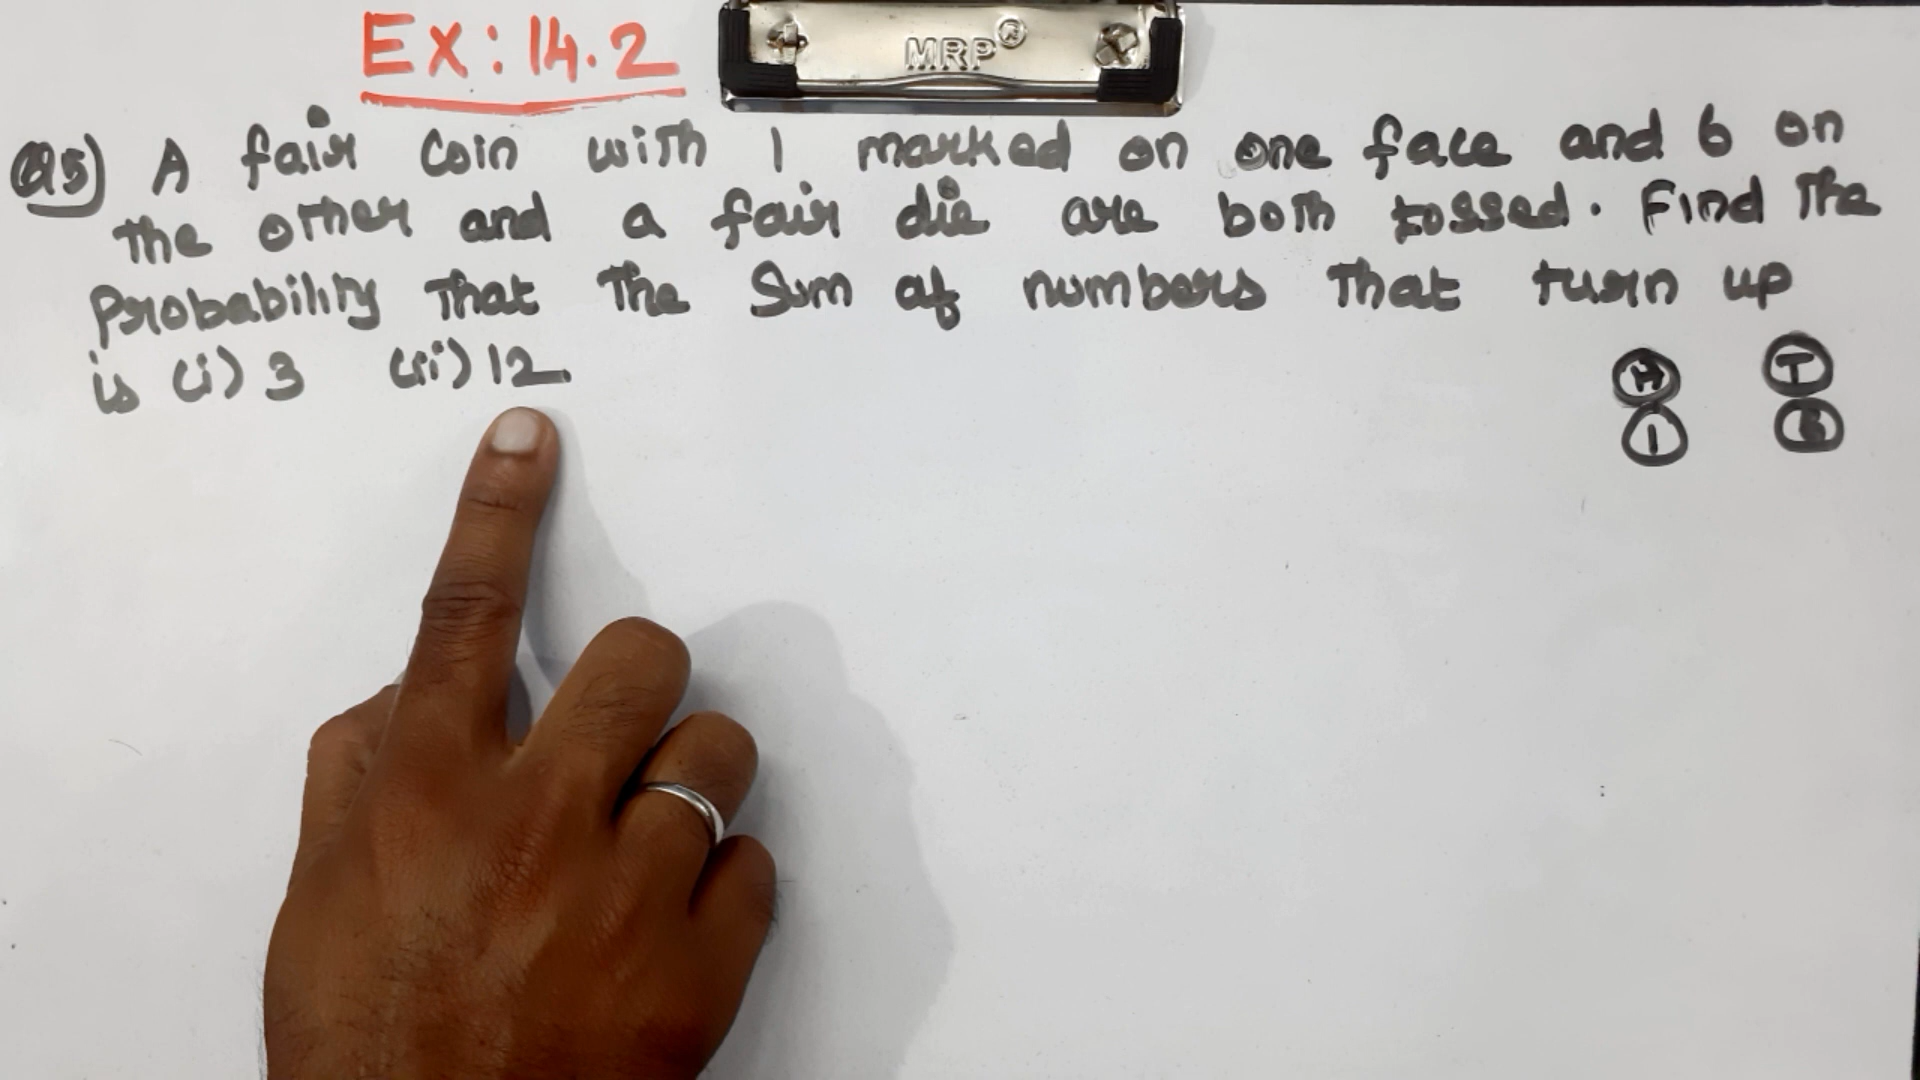 Ex: 14.2
MRP®
Q5) A fair coin with 1 marked on one face and 6 on
the other and a fair die are both tossed. Find the
Probability that the sum of numbers that turn up
is (i) 3 (ii) 12.
H T
1 6